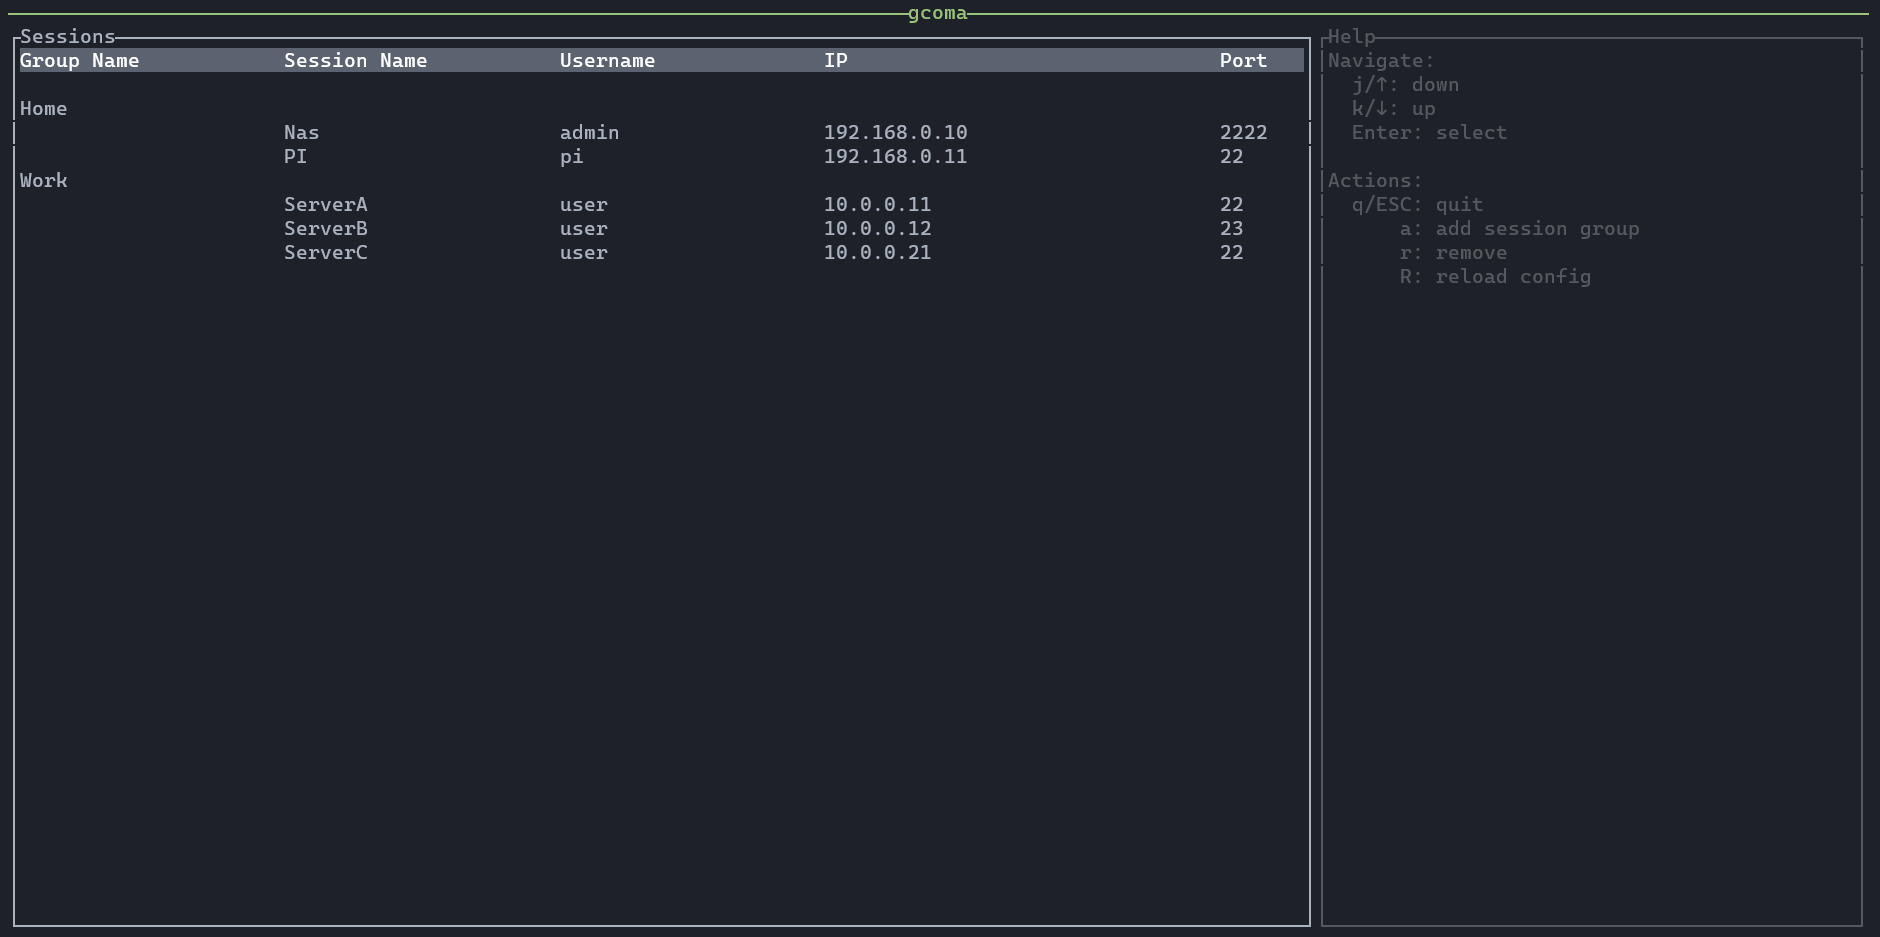 gcoma
Sessions
Group Name Session Name Username IP Port
Home
Nas admin 192.168.0.10 2222
PI pi 192.168.0.11 22
Work
ServerA user 10.0.0.11 22
ServerB user 10.0.0.12 23
ServerC user 10.0.0.21 22
Help
Navigate:
j/↑: down
k/↓: up
Enter: select
Actions:
q/ESC: quit
a: add session group
r: remove
R: reload config